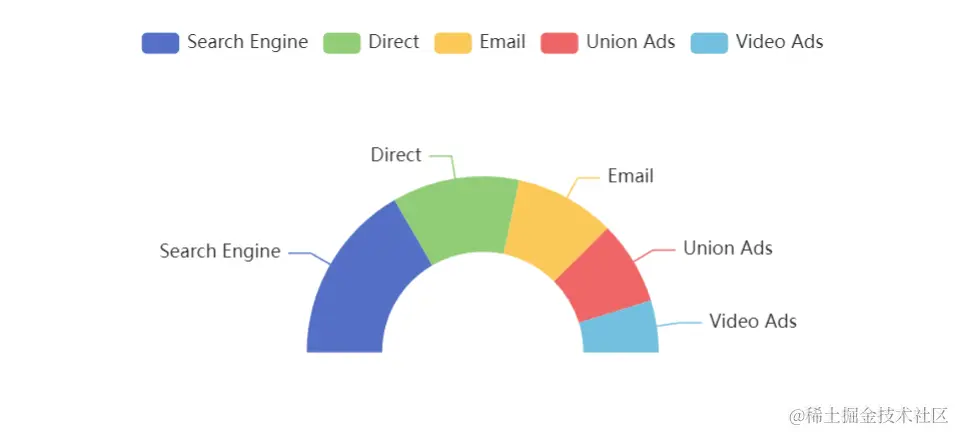 Search Engine Direct Email Union Ads Video Ads
Direct
Email
Union Ads
Search Engine
Video Ads
@稀土掘金技术社区